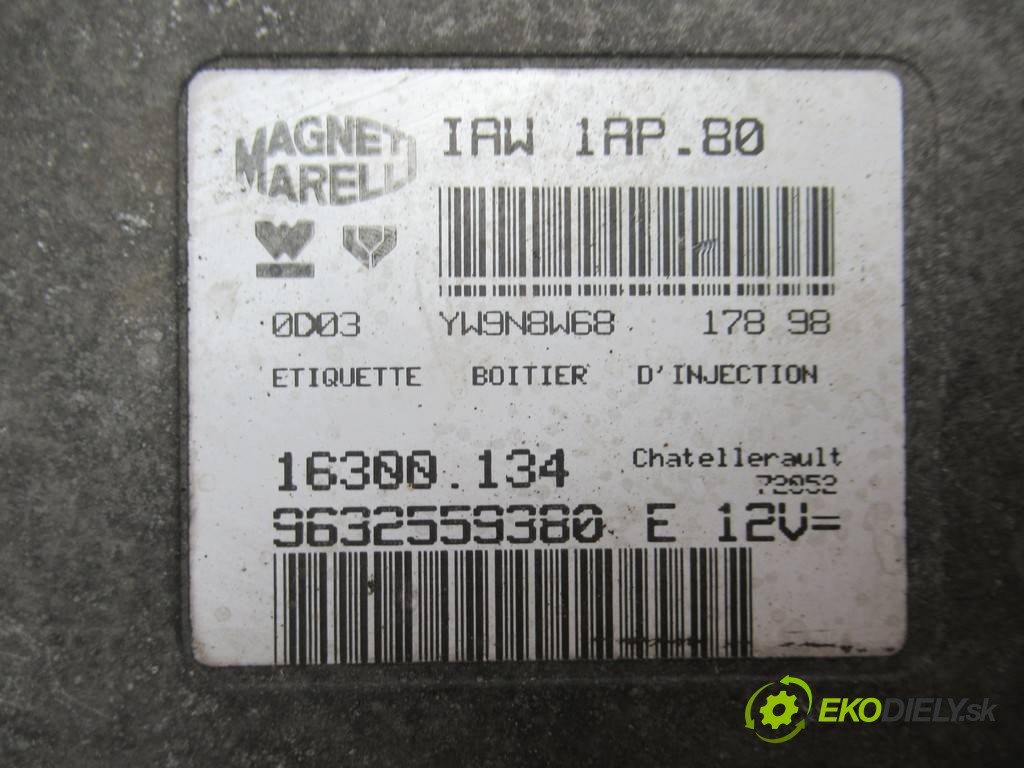 MAGNETI
MARELLI
IAW 1AP.80
0D03 YW9N8W68 178 98
ETIQUETTE BOITIER D'INJECTION
16300.134 Chatellerault
72052
9632559380 E 12V=
EKODIELY.sk